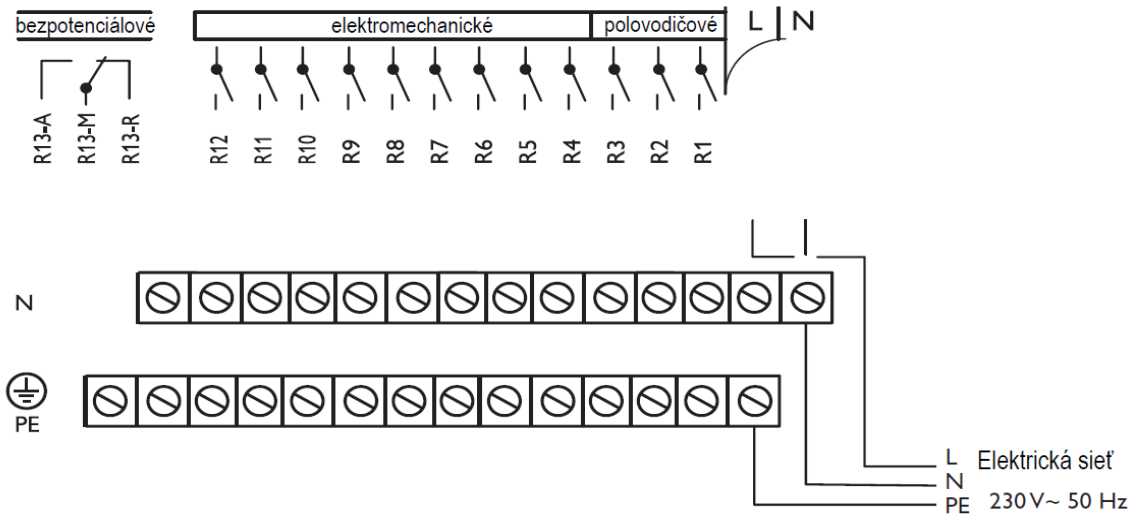 bezpotenciálové elektromechanické polovodičové L N
R13-A R13-M R13-R R12 R11 R10 R9 R8 R7 R6 R5 R4 R3 R2 R1
N
PE
L Elektrická sieť
N
PE 230 V~ 50 Hz